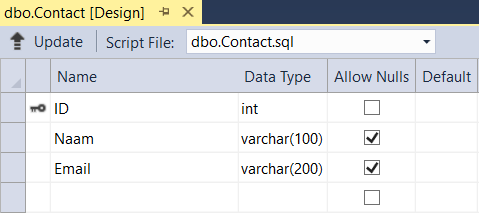 dbo.Contact [Design]
Update Script File: dbo.Contact.sql
Name Data Type Allow Nulls Default
ID int
Naam varchar(100)
Email varchar(200)